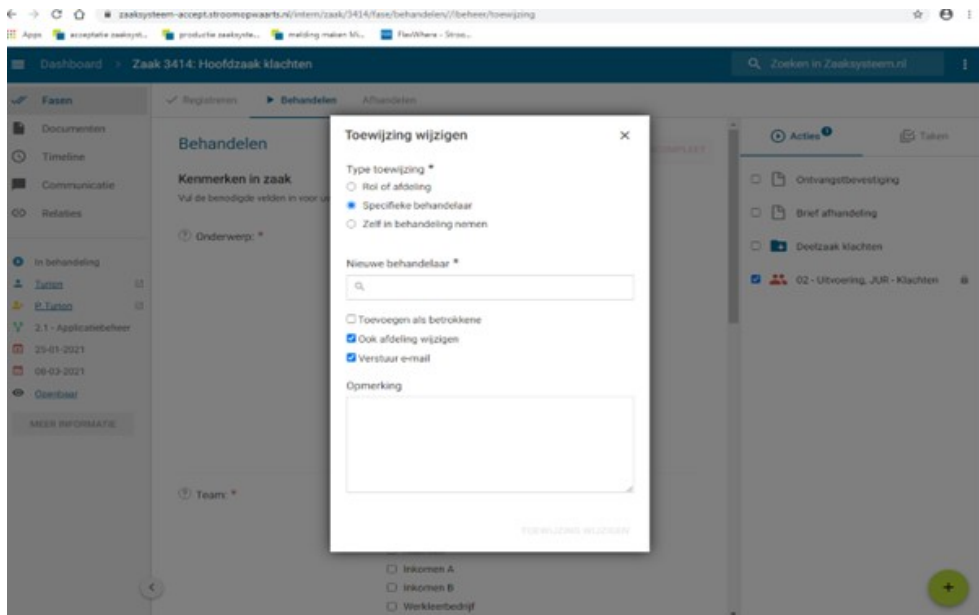 zaaksysteem-accept.stroomopwaarts.nl/intern/zaak/3414/fase/behandelen/!beheer/toewijzing
Apps acceptatie zaaksyst... productie zaaksyste... melding maken Mi... FlexWhere - Stroo...
Dashboard > Zaak 3414: Hoofdzaak klachten
Zoeken in Zaaksysteem.nl
Fasen
Documenten
Timeline
Communicatie
Relaties
In behandeling
Tunon
P. Tunon
2.1 - Applicatiebeheer
25-01-2021
08-03-2021
Openbaar
MEER INFORMATIE
Registreren Behandelen Afhandelen
Behandelen
Kenmerken in zaak
Vul de benodigde velden in voor
Onderwerp: *
Team: *
Toewijzing wijzigen
Type toewijzing *
Rol of afdeling
Specifieke behandelaar
Zelf in behandeling nemen
Nieuwe behandelaar *
Toevoegen als betrokkene
Ook afdeling wijzigen
Verstuur e-mail
Opmerking
TOEWIJZING WIJZIGEN
Inkomen A
Inkomen B
Werkleerbedrijf
Acties 1 Taken
Ontvangstbevestiging
Brief afhandeling
Deelzaak klachten
02 - Uitvoering, JUR - Klachten